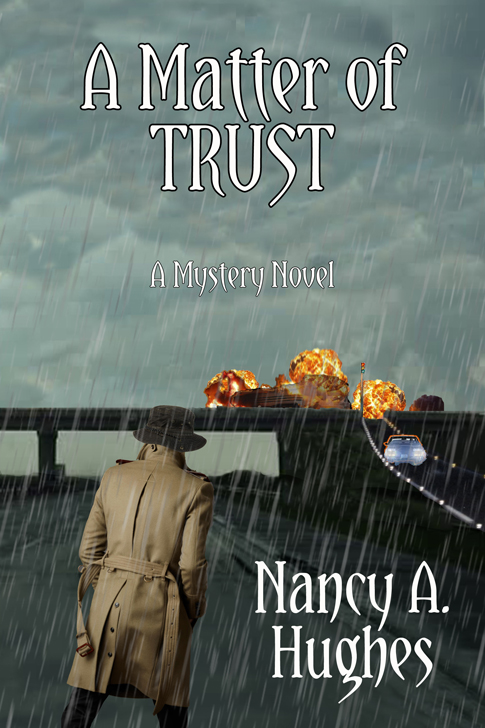 A Matter of
TRUST
A Mystery Novel
Nancy A.
Hughes